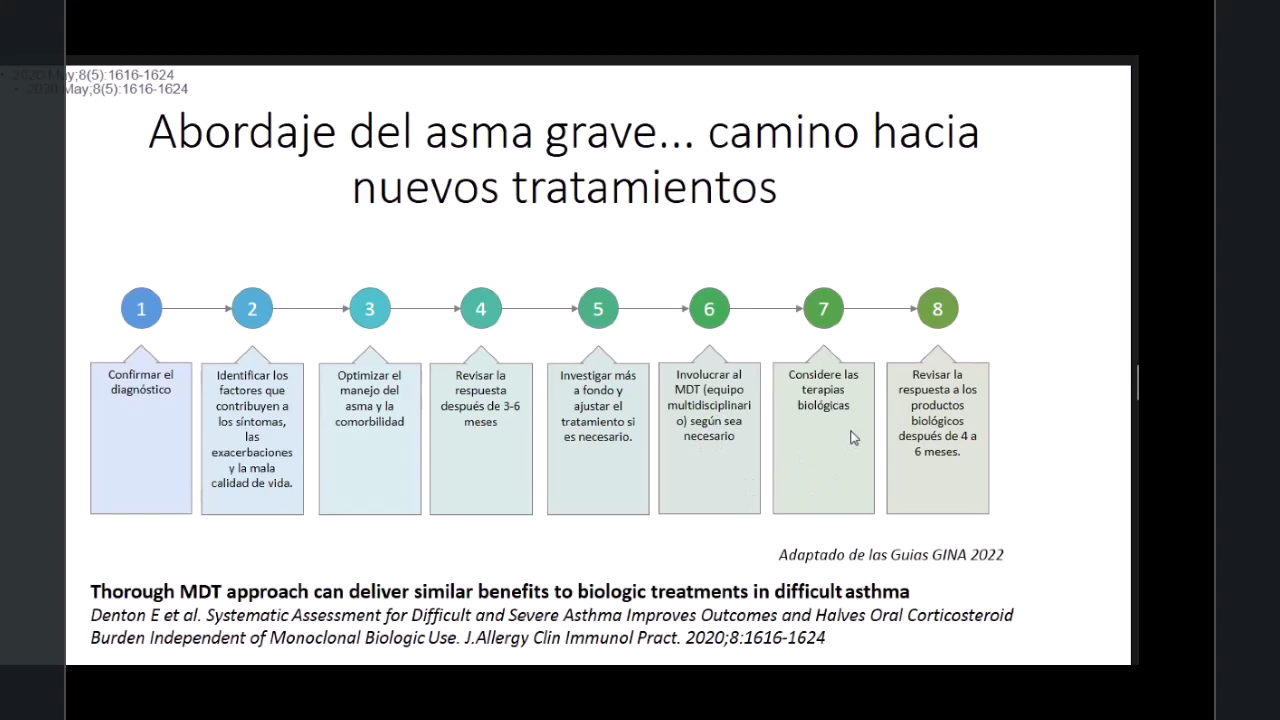 2020 May;8(5):1616-1624
2020 May;8(5):1616-1624
Abordaje del asma grave... camino hacia
nuevos tratamientos
1
2
3
4
5
6
7
8
Confirmar el
diagnóstico
Identificar los
factores que
contribuyen a
los síntomas,
las
exacerbaciones
y la mala
calidad de vida.
Optimizar el
manejo del
asma y la
comorbilidad
Revisar la
respuesta
después de 3-6
meses
Investigar más
a fondo y
ajustar el
tratamiento si
es necesario.
Involucrar al
MDT (equipo
multidisciplinari
o) según sea
necesario
Considere las
terapias
biológicas
Revisar la
respuesta a los
productos
biológicos
después de 4 a
6 meses.
Adaptado de las Guias GINA 2022
Thorough MDT approach can deliver similar benefits to biologic treatments in difficult asthma
Denton E et al. Systematic Assessment for Difficult and Severe Asthma Improves Outcomes and Halves Oral Corticosteroid
Burden Independent of Monoclonal Biologic Use. J.Allergy Clin Immunol Pract. 2020;8:1616-1624